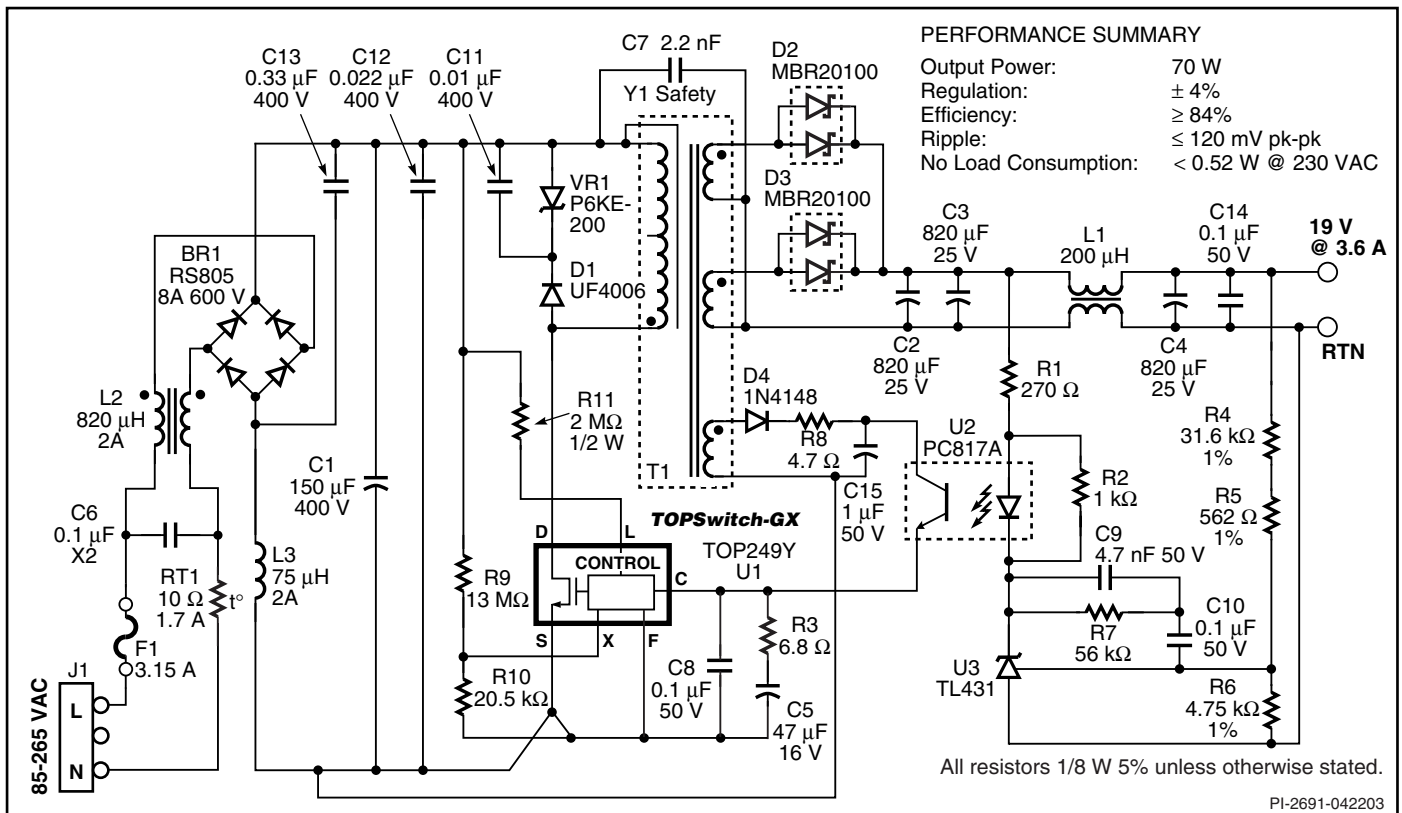 PERFORMANCE SUMMARY
Output Power: 70 W
Regulation: ± 4%
Efficiency: ≥ 84%
Ripple: ≤ 120 mV pk-pk
No Load Consumption: < 0.52 W @ 230 VAC
C13
0.33 µF
400 V
C12
0.022 µF
400 V
C11
0.01 µF
400 V
C7 2.2 nF
Y1 Safety
D2
MBR20100
D3
MBR20100
VR1
P6KE-
200
D1
UF4006
BR1
RS805
8A 600 V
C3
820 µF
25 V
L1
200 µH
C14
0.1 µF
50 V
19 V
@ 3.6 A
RTN
C2
820 µF
25 V
C4
820 µF
25 V
L2
820 µH
2A
R11
2 MΩ
1/2 W
T1
D4
1N4148
R8
4.7 Ω
C15
1 µF
50 V
U2
PC817A
R1
270 Ω
R2
1 kΩ
R4
31.6 kΩ
1%
R5
562 Ω
1%
C1
150 µF
400 V
C6
0.1 µF
X2
RT1
10 Ω
1.7 A
t°
L3
75 µH
2A
F1
3.15 A
J1
L
N
85-265 VAC
TOPSwitch-GX
TOP249Y
U1
D
L
CONTROL
C
S
X
F
R9
13 MΩ
R10
20.5 kΩ
C8
0.1 µF
50 V
R3
6.8 Ω
C5
47 µF
16 V
C9
4.7 nF 50 V
R7
56 kΩ
C10
0.1 µF
50 V
U3
TL431
R6
4.75 kΩ
1%
All resistors 1/8 W 5% unless otherwise stated.
PI-2691-042203